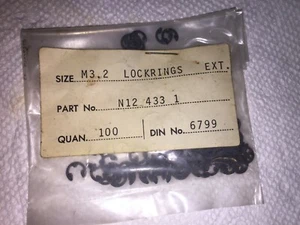 SIZE M3.2 LOCKRINGS EXT.
PART No. N12 433 1
QUAN. 100 DIN No. 6799